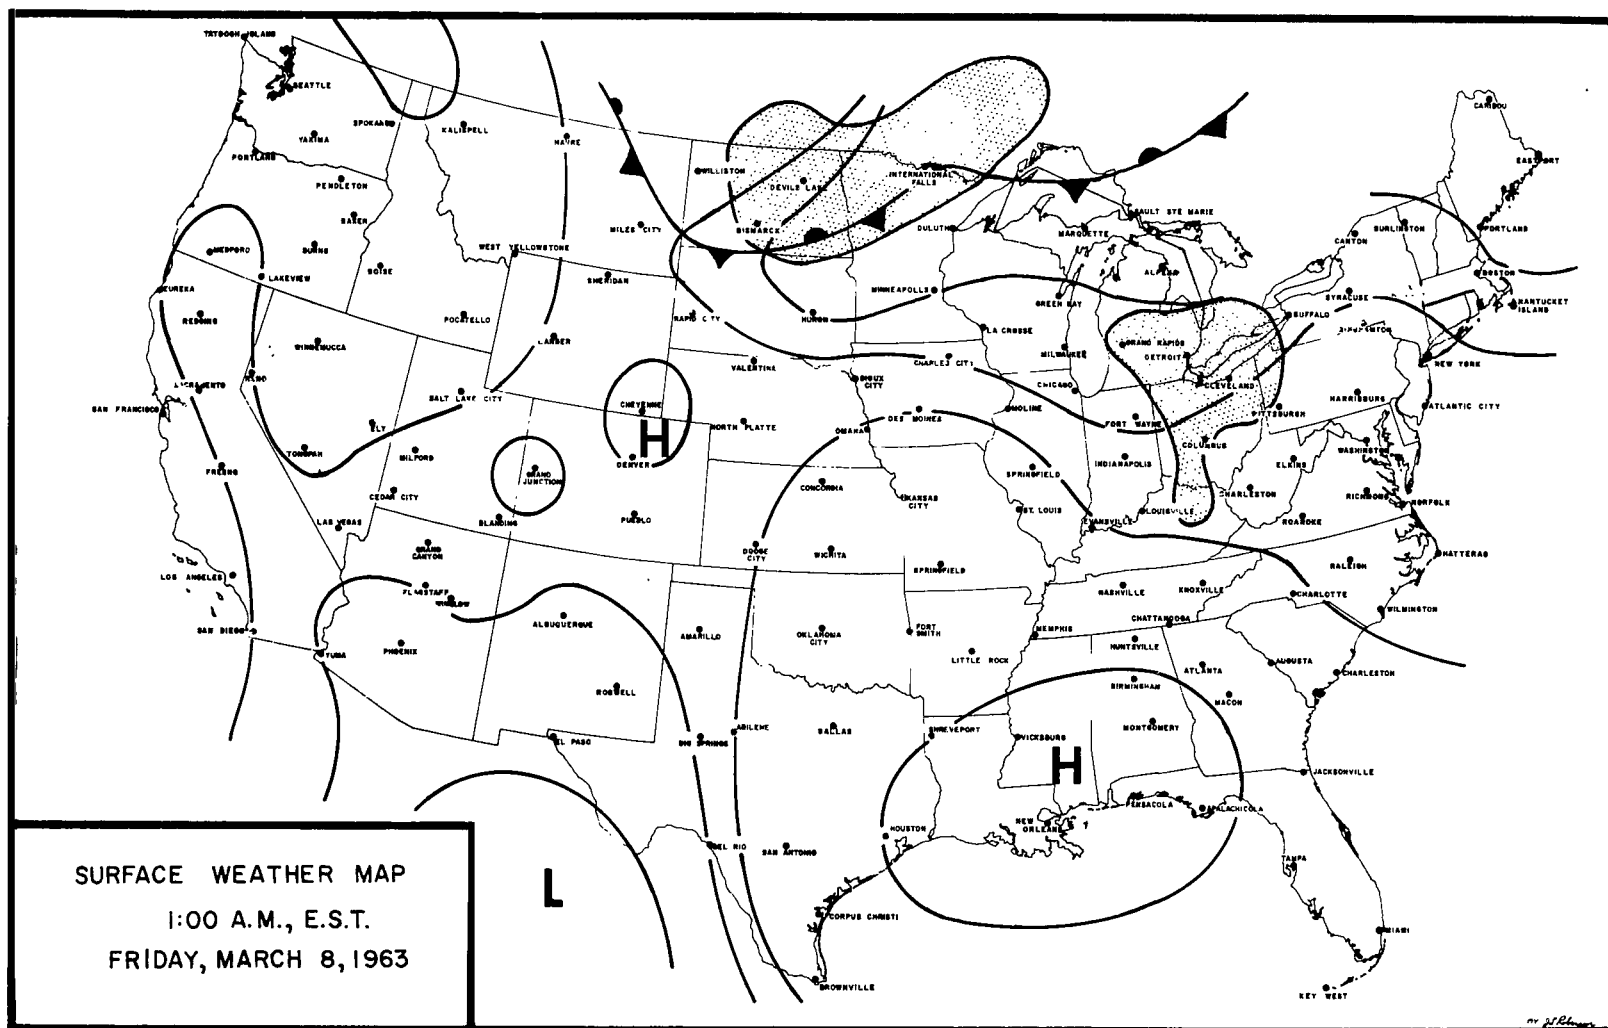 TATOOSH ISLAND
SEATTLE
SPOKANE
KALISPELL
HAVRE
YAKIMA
PORTLAND
PENDLETON
BAKER
BURNS
BOISE
MEDFORD
LAKEVIEW
EUREKA
REDDING
WINNEMUCCA
POCATELLO
WEST YELLOWSTONE
MILES CITY
SHERIDAN
LANDER
WILLISTON
DEVILS LAKE
BISMARCK
INTERNATIONAL
FALLS
DULUTH
MARQUETTE
SAULT STE MARIE
ALPENA
CARIBOU
EASTPORT
BURLINGTON
PORTLAND
CANTON
BOSTON
NANTUCKET
ISLAND
SYRACUSE
BUFFALO
MINNEAPOLIS
GREEN BAY
RAPID CITY
HURON
LA CROSSE
MILWAUKEE
GRAND RAPIDS
DETROIT
CLEVELAND
NEW YORK
VALENTINE
SIOUX
CITY
CHARLES CITY
CHICAGO
PITTSBURGH
HARRISBURG
ATLANTIC CITY
SACRAMENTO
RENO
SAN FRANCISCO
SALT LAKE CITY
CHEYENNE
H
NORTH PLATTE
OMAHA
DES MOINES
MOLINE
FORT WAYNE
COLUMBUS
WASHINGTON
ELY
TONOPAH
MILFORD
FRESNO
GRAND
JUNCTION
DENVER
CONCORDIA
KANSAS
CITY
SPRINGFIELD
INDIANAPOLIS
ELKINS
CHARLESTON
RICHMOND
NORFOLK
CEDAR CITY
LAS VEGAS
BLANDING
PUEBLO
ST. LOUIS
EVANSVILLE
LOUISVILLE
ROANOKE
GRAND
CANYON
DODGE
CITY
WICHITA
HATTERAS
LOS ANGELES
FLAGSTAFF
WINSLOW
SPRINGFIELD
NASHVILLE
KNOXVILLE
RALEIGH
CHARLOTTE
WILMINGTON
SAN DIEGO
YUMA
PHOENIX
ALBUQUERQUE
AMARILLO
OKLAHOMA
CITY
FORT
SMITH
MEMPHIS
CHATTANOOGA
HUNTSVILLE
LITTLE ROCK
ATLANTA
AUGUSTA
CHARLESTON
ROSWELL
BIRMINGHAM
MACON
EL PASO
BIG SPRINGS
ABILENE
DALLAS
SHREVEPORT
VICKSBURG
MONTGOMERY
H
JACKSONVILLE
PENSACOLA
APALACHICOLA
NEW
ORLEANS
HOUSTON
DEL RIO
SAN ANTONIO
TAMPA
L
CORPUS CHRISTI
MIAMI
BROWNVILLE
KEY WEST
SURFACE WEATHER MAP
1:00 A.M., E.S.T.
FRIDAY, MARCH 8, 1963